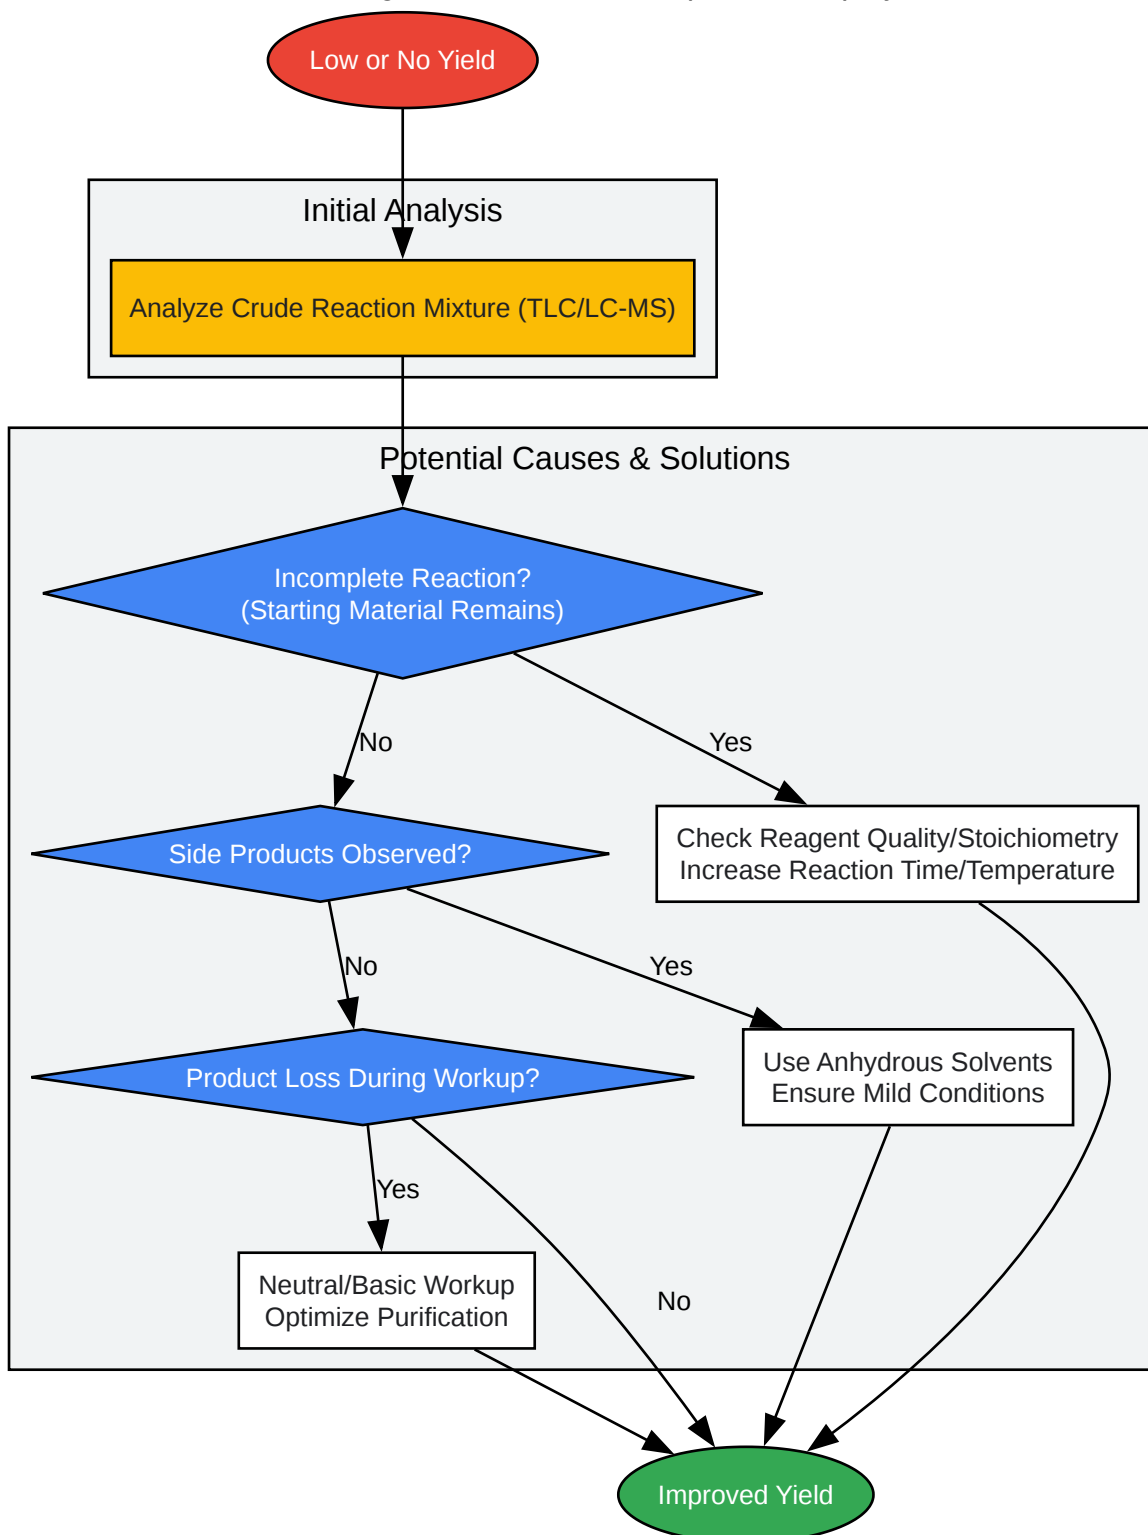 Low or No Yield
Initial Analysis
Analyze Crude Reaction Mixture (TLC/LC-MS)
Potential Causes & Solutions
Incomplete Reaction?
(Starting Material Remains)
No
Yes
Side Products Observed?
Check Reagent Quality/Stoichiometry
Increase Reaction Time/Temperature
No
Yes
Product Loss During Workup?
Use Anhydrous Solvents
Ensure Mild Conditions
Yes
No
Neutral/Basic Workup
Optimize Purification
Improved Yield